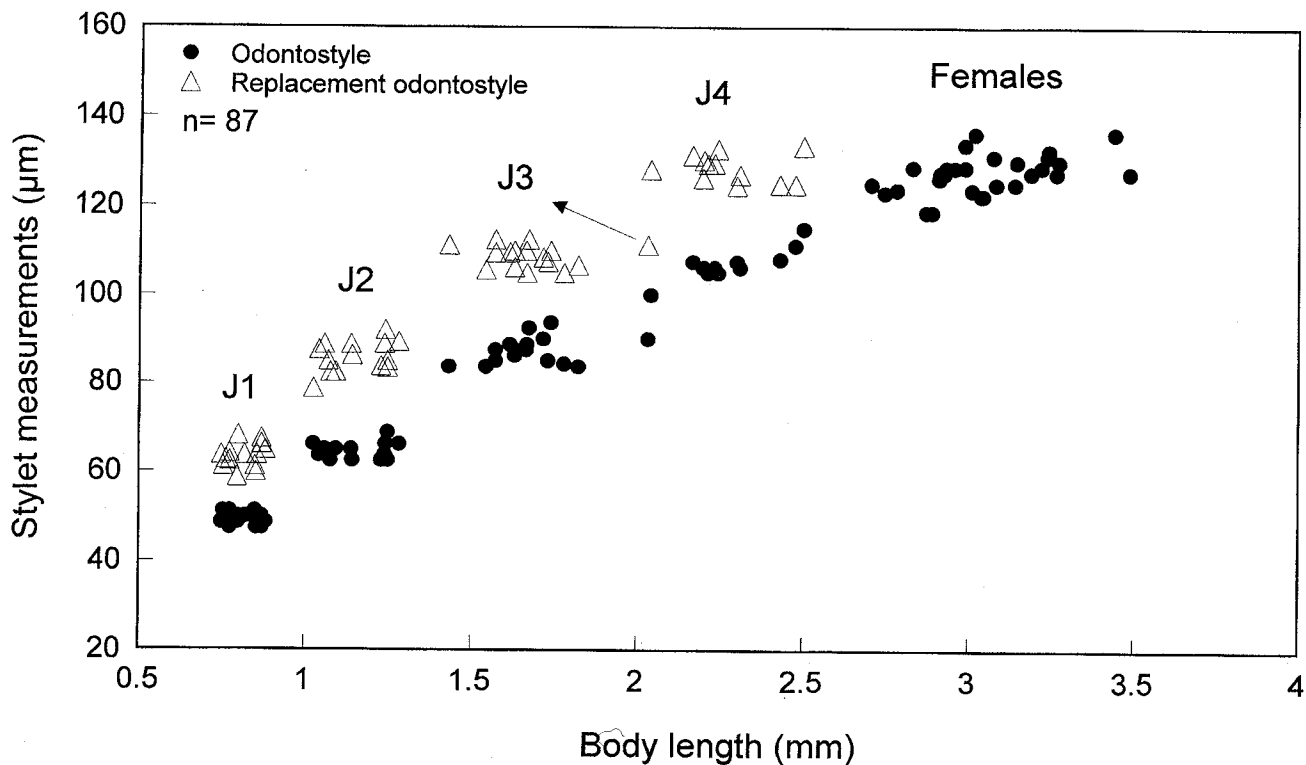 160
140
120
100
80
60
40
20
Stylet measurements (µm)
Odontostyle
Replacement odontostyle
n= 87
J1
J2
J3
J4
Females
0.5
1
1.5
2
2.5
3
3.5
4
Body length (mm)